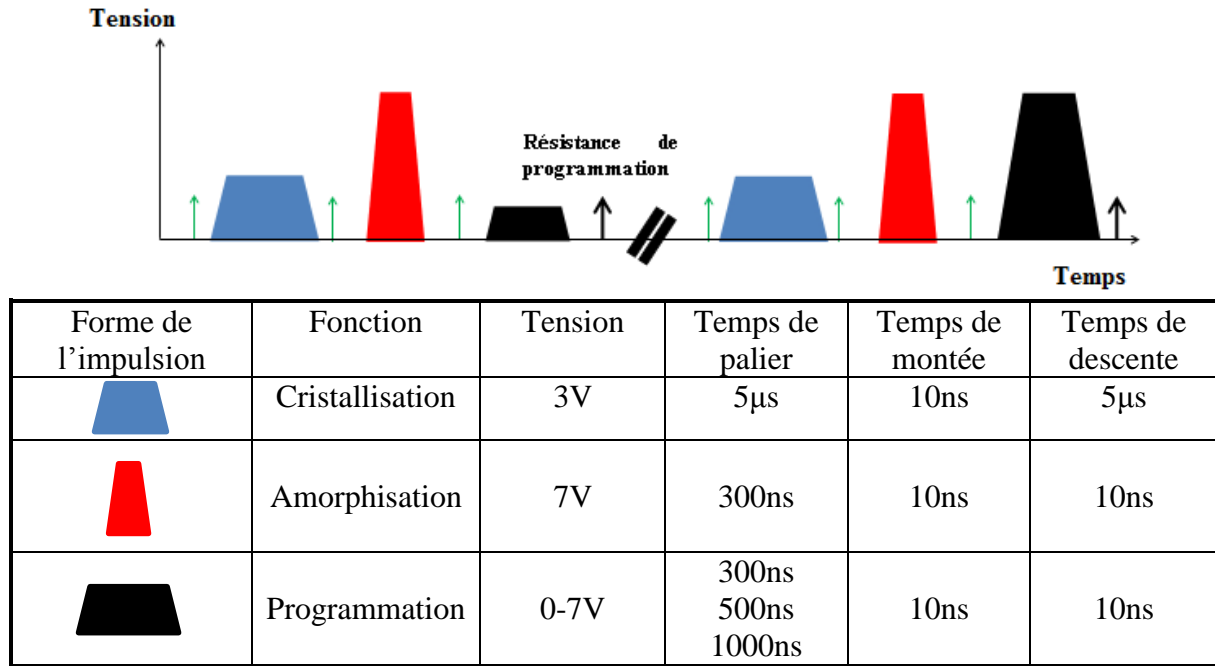 Tension
Résistance de
programmation
Temps
Forme de
l’impulsion
Fonction
Tension
Temps de
palier
Temps de
montée
Temps de
descente
Cristallisation
3V
5µs
10ns
5µs
Amorphisation
7V
300ns
10ns
10ns
Programmation
0-7V
300ns
500ns
1000ns
10ns
10ns